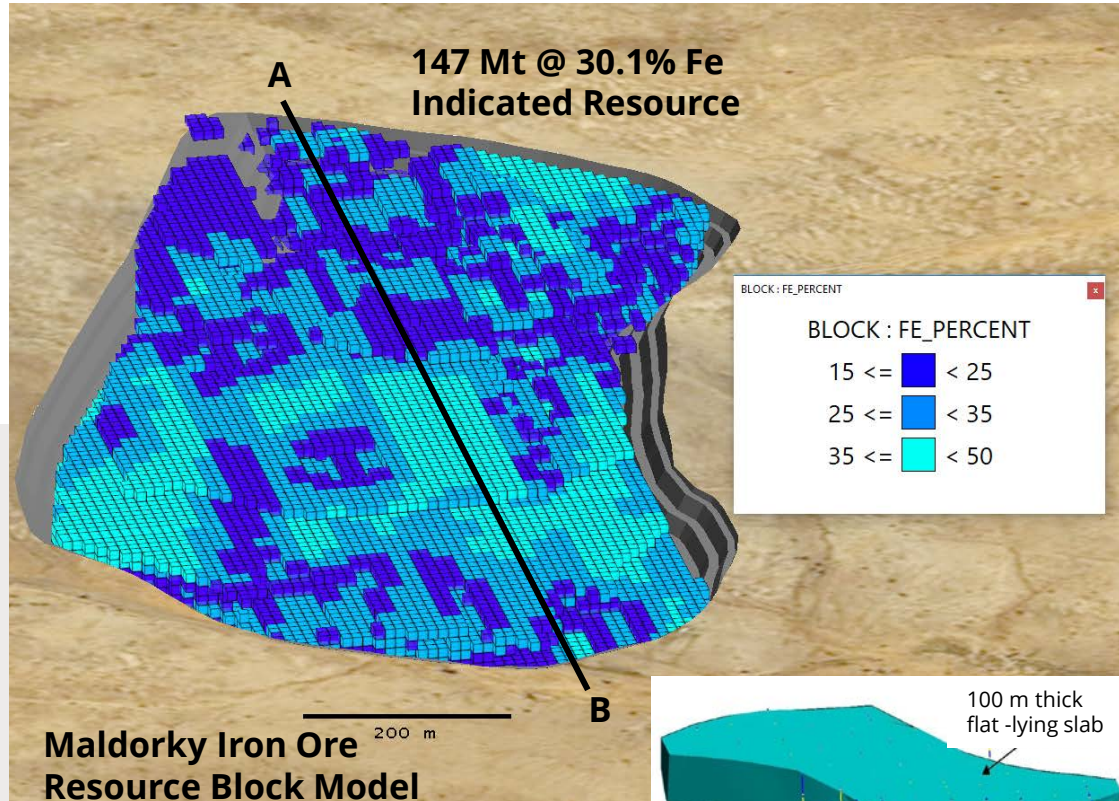 147 Mt @ 30.1% Fe
Indicated Resource
A
BLOCK : FE_PERCENT
x
BLOCK : FE_PERCENT
15 <= < 25
25 <= < 35
35 <= < 50
B
200 m
Maldorky Iron Ore
Resource Block Model
100 m thick
flat -lying slab